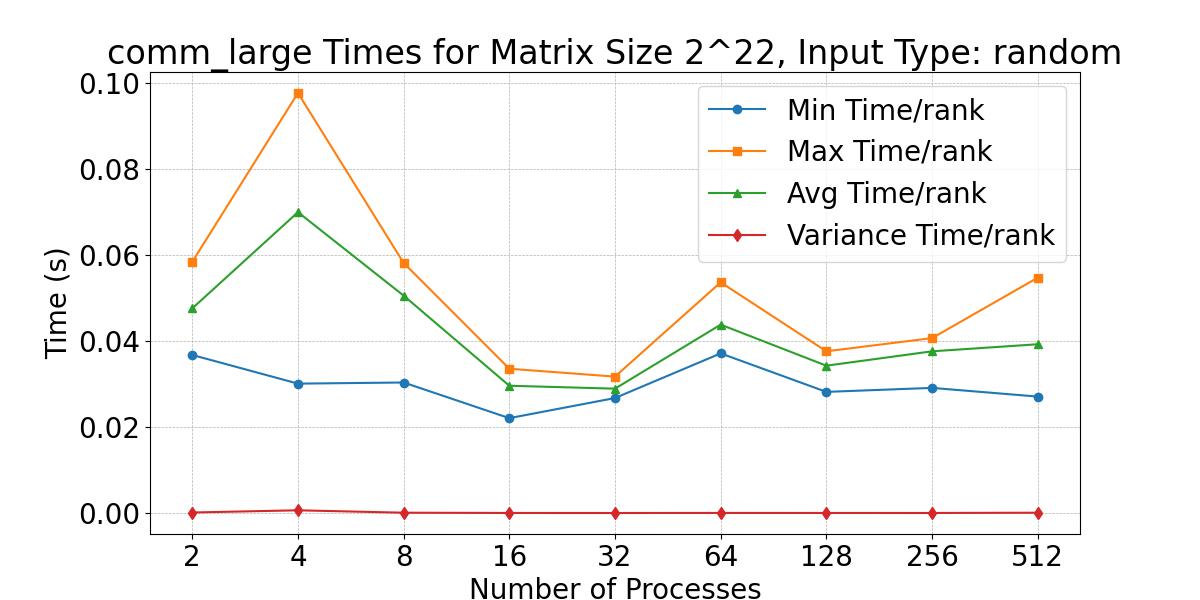 comm_large Times for Matrix Size 2^22, Input Type: random
0.10
0.08
0.06
0.04
0.02
0.00
Time (s)
Min Time/rank
Max Time/rank
Avg Time/rank
Variance Time/rank
2 4 8 16 32 64 128 256 512
Number of Processes